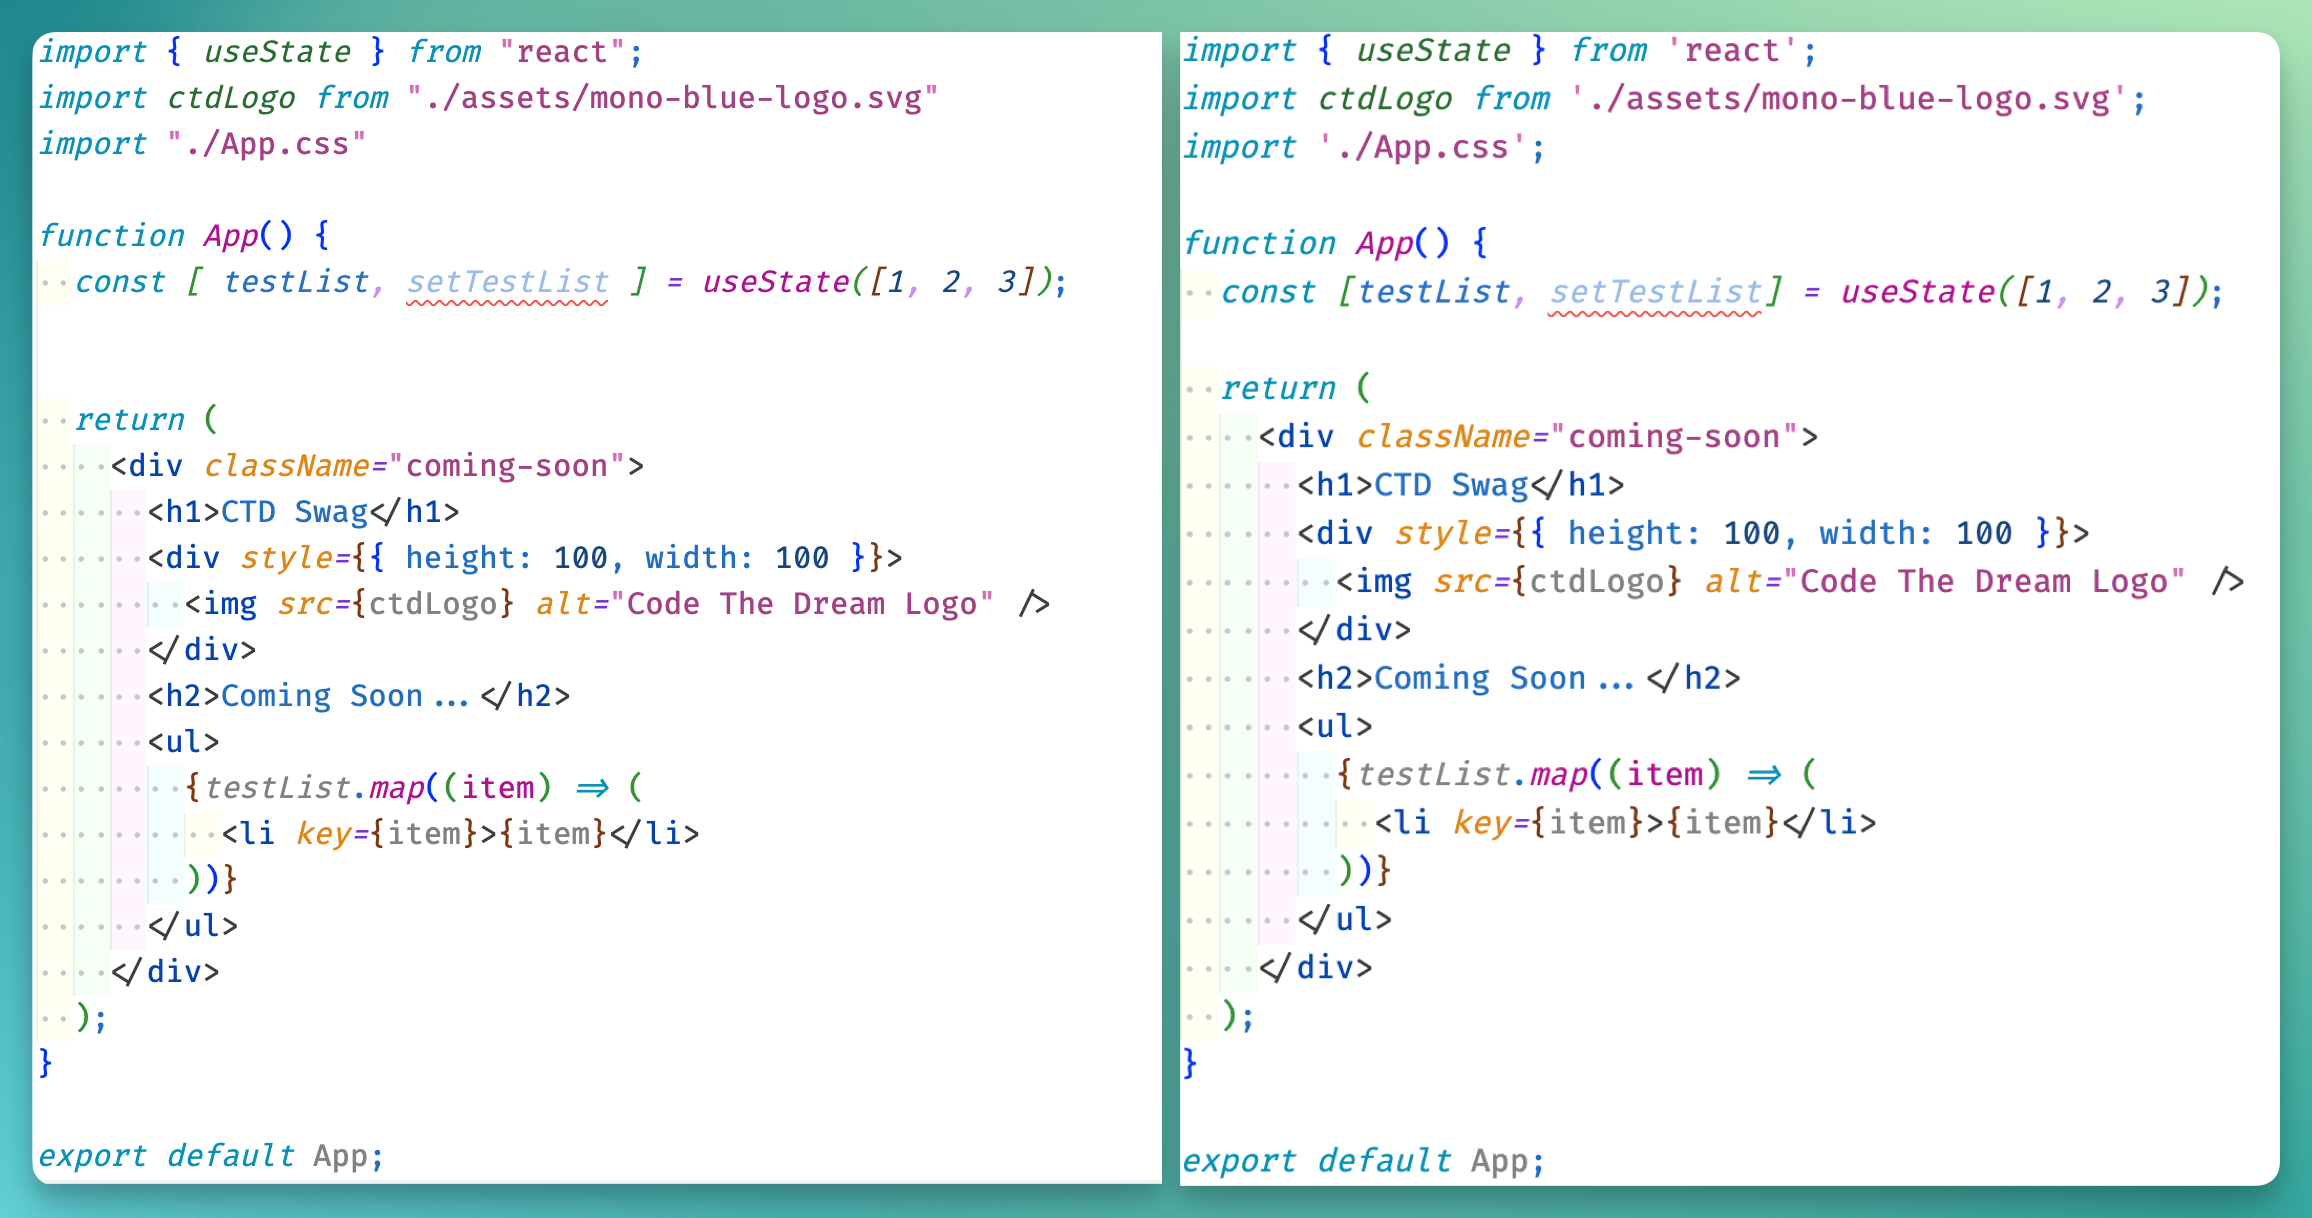 import { useState } from "react";
import ctdLogo from "./assets/mono-blue-logo.svg"
import "./App.css"
function App() {
  const [ testList, setTestList ] = useState([1, 2, 3]);
  return (
    <div className="coming-soon">
      <h1>CTD Swag</h1>
      <div style={{ height: 100, width: 100 }}>
        <img src={ctdLogo} alt="Code The Dream Logo" />
      </div>
      <h2>Coming Soon...</h2>
      <ul>
        {testList.map((item) => (
          <li key={item}>{item}</li>
        ))}
      </ul>
    </div>
  );
}
export default App;
import { useState } from 'react';
import ctdLogo from './assets/mono-blue-logo.svg';
import './App.css';
function App() {
  const [testList, setTestList] = useState([1, 2, 3]);
  return (
    <div className="coming-soon">
      <h1>CTD Swag</h1>
      <div style={{ height: 100, width: 100 }}>
        <img src={ctdLogo} alt="Code The Dream Logo" />
      </div>
      <h2>Coming Soon...</h2>
      <ul>
        {testList.map((item) => (
          <li key={item}>{item}</li>
        ))}
      </ul>
    </div>
  );
}
export default App;